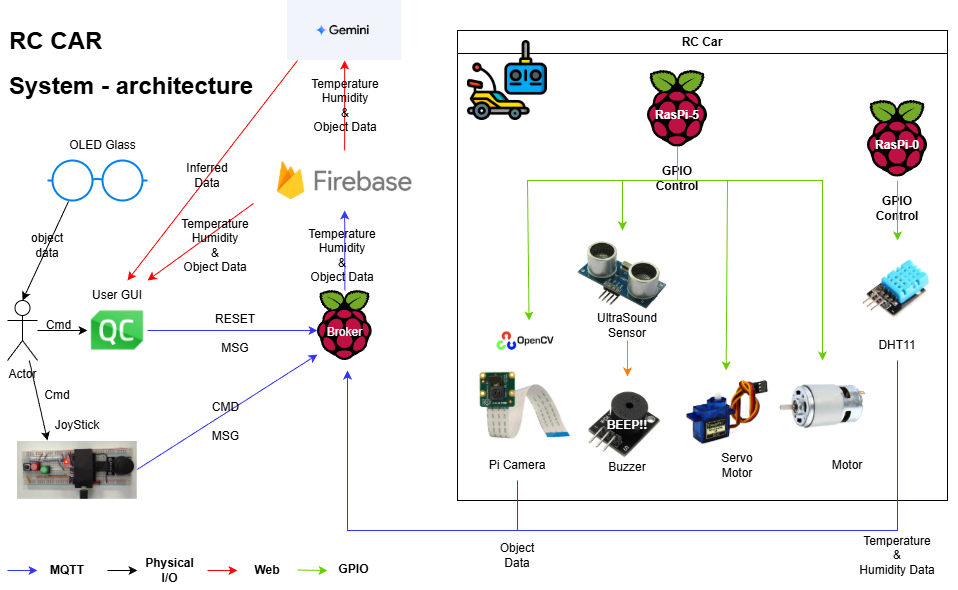 RC CAR
System - architecture
Gemini
Temperature
Humidity
&
Object Data
OLED Glass
Inferred
Data
Firebase
object
data
Temperature
Humidity
&
Object Data
Temperature
Humidity
&
Object Data
User GUI
QC
Cmd
RESET
MSG
Broker
Actor
Cmd
CMD
MSG
JoyStick
RC Car
RasPi-5
RasPi-0
GPIO
Control
GPIO
Control
UltraSound
Sensor
OpenCV
DHT11
BEEP!!
Pi Camera
Buzzer
Servo
Motor
Motor
Object
Data
Temperature
&
Humidity Data
MQTT
Physical
I/O
Web
GPIO